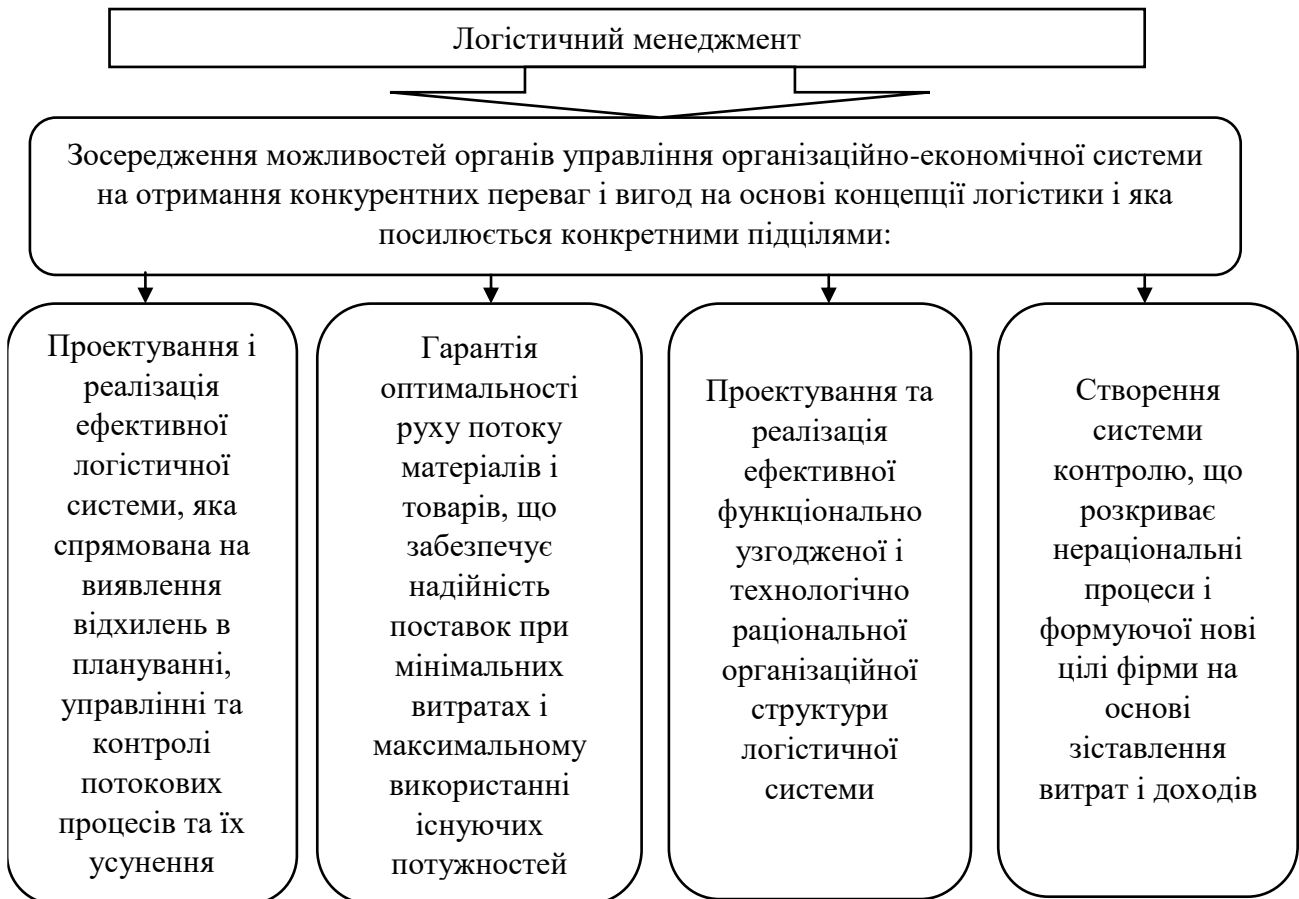 Логістичний менеджмент
Зосередження можливостей органів управління організаційно-економічної системи
на отримання конкурентних переваг і вигод на основі концепції логістики і яка
посилюється конкретними підцілями:
Проектування і
реалізація
ефективної
логістичної
системи, яка
спрямована на
виявлення
відхилень в
плануванні,
управлінні та
контролі
потокових
процесів та їх
усунення
Гарантія
оптимальності
руху потоку
матеріалів і
товарів, що
забезпечує
надійність
поставок при
мінімальних
витратах і
максимальному
використанні
існуючих
потужностей
Проектування та
реалізація
ефективної
функціонально
узгодженої і
технологічно
раціональної
організаційної
структури
логістичної
системи
Створення
системи
контролю, що
розкриває
нераціональні
процеси і
формуючої нові
цілі фірми на
основі
зіставлення
витрат і доходів